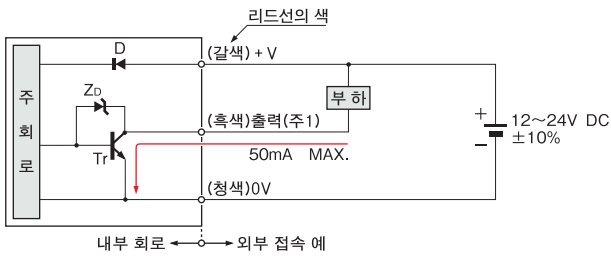 리드선의 색
D
(갈색) + V
ZD
주 회 로
부 하
(흑색)출력(주1)
12~24V DC
±10%
Tr
50mA MAX.
(청색)0V
내부 회로
외부 접속 예